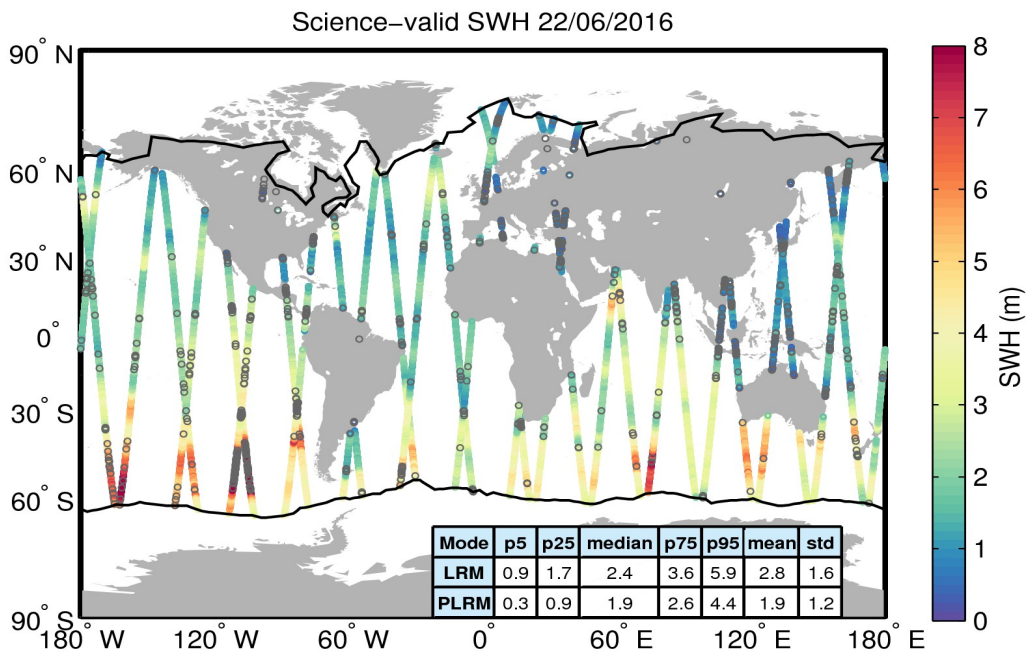 Science−valid SWH 22/06/2016
90° N
60° N
30° N
0°
30° S
60° S
90° S
180° W
120° W
60° W
0°
60° E
120° E
180° E
8
7
6
5
4
3
2
1
0
SWH (m)
Mode p5 p25 median p75 p95 mean std
LRM 0.9 1.7 2.4 3.6 5.9 2.8 1.6
PLRM 0.3 0.9 1.9 2.6 4.4 1.9 1.2